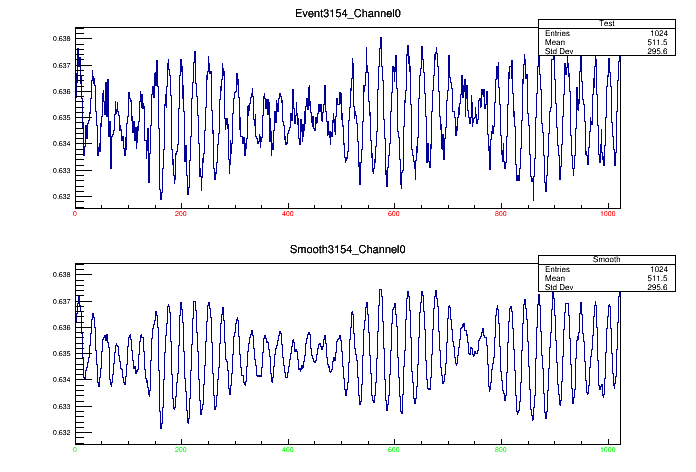 Event3154_Channel0
Test
Entries 1024
Mean 511.5
Std Dev 295.6
0.638
0.637
0.636
0.635
0.634
0.633
0.632
0 200 400 600 800 1000
Smooth3154_Channel0
Smooth
Entries 1024
Mean 511.5
Std Dev 295.6
0.638
0.637
0.636
0.635
0.634
0.633
0.632
0 200 400 600 800 1000